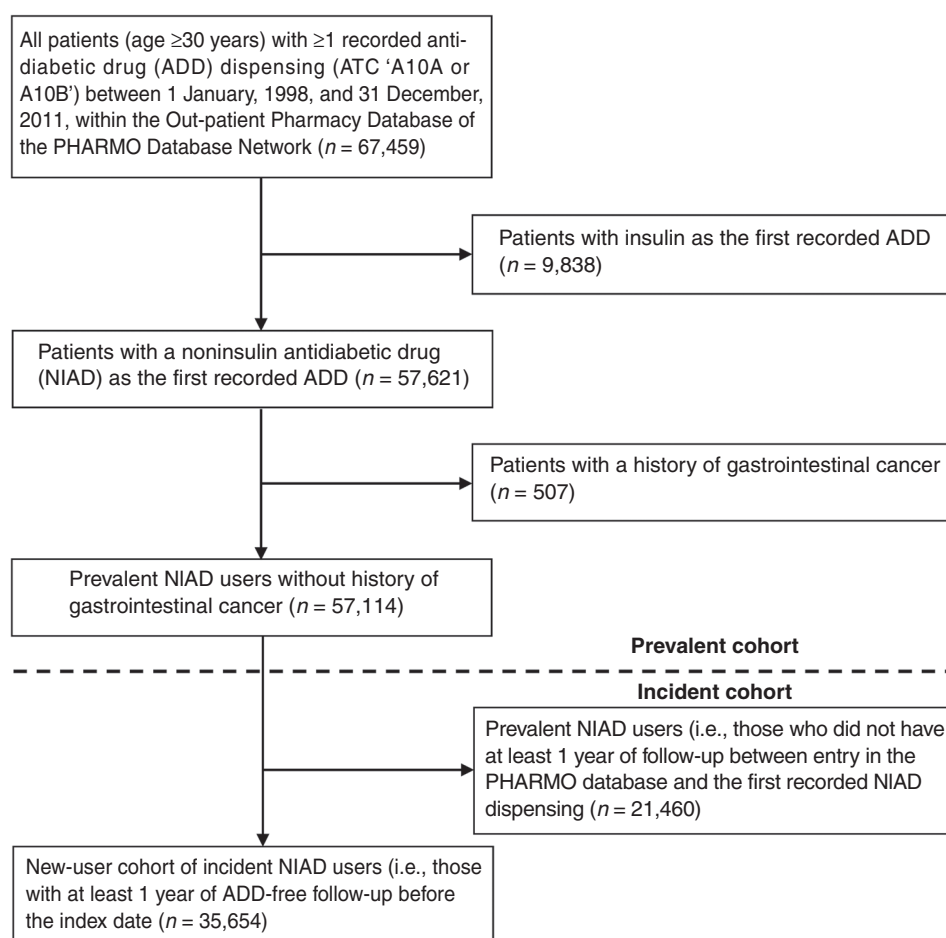 All patients (age ≥30 years) with ≥1 recorded anti-
diabetic drug (ADD) dispensing (ATC ‘A10A or
A10B’) between 1 January, 1998, and 31 December,
2011, within the Out-patient Pharmacy Database of
the PHARMO Database Network (n = 67,459)
Patients with insulin as the first recorded ADD
(n = 9,838)
Patients with a noninsulin antidiabetic drug
(NIAD) as the first recorded ADD (n = 57,621)
Patients with a history of gastrointestinal cancer
(n = 507)
Prevalent NIAD users without history of
gastrointestinal cancer (n = 57,114)
Prevalent cohort
Incident cohort
Prevalent NIAD users (i.e., those who did not have
at least 1 year of follow-up between entry in the
PHARMO database and the first recorded NIAD
dispensing (n = 21,460)
New-user cohort of incident NIAD users (i.e., those
with at least 1 year of ADD-free follow-up before
the index date (n = 35,654)